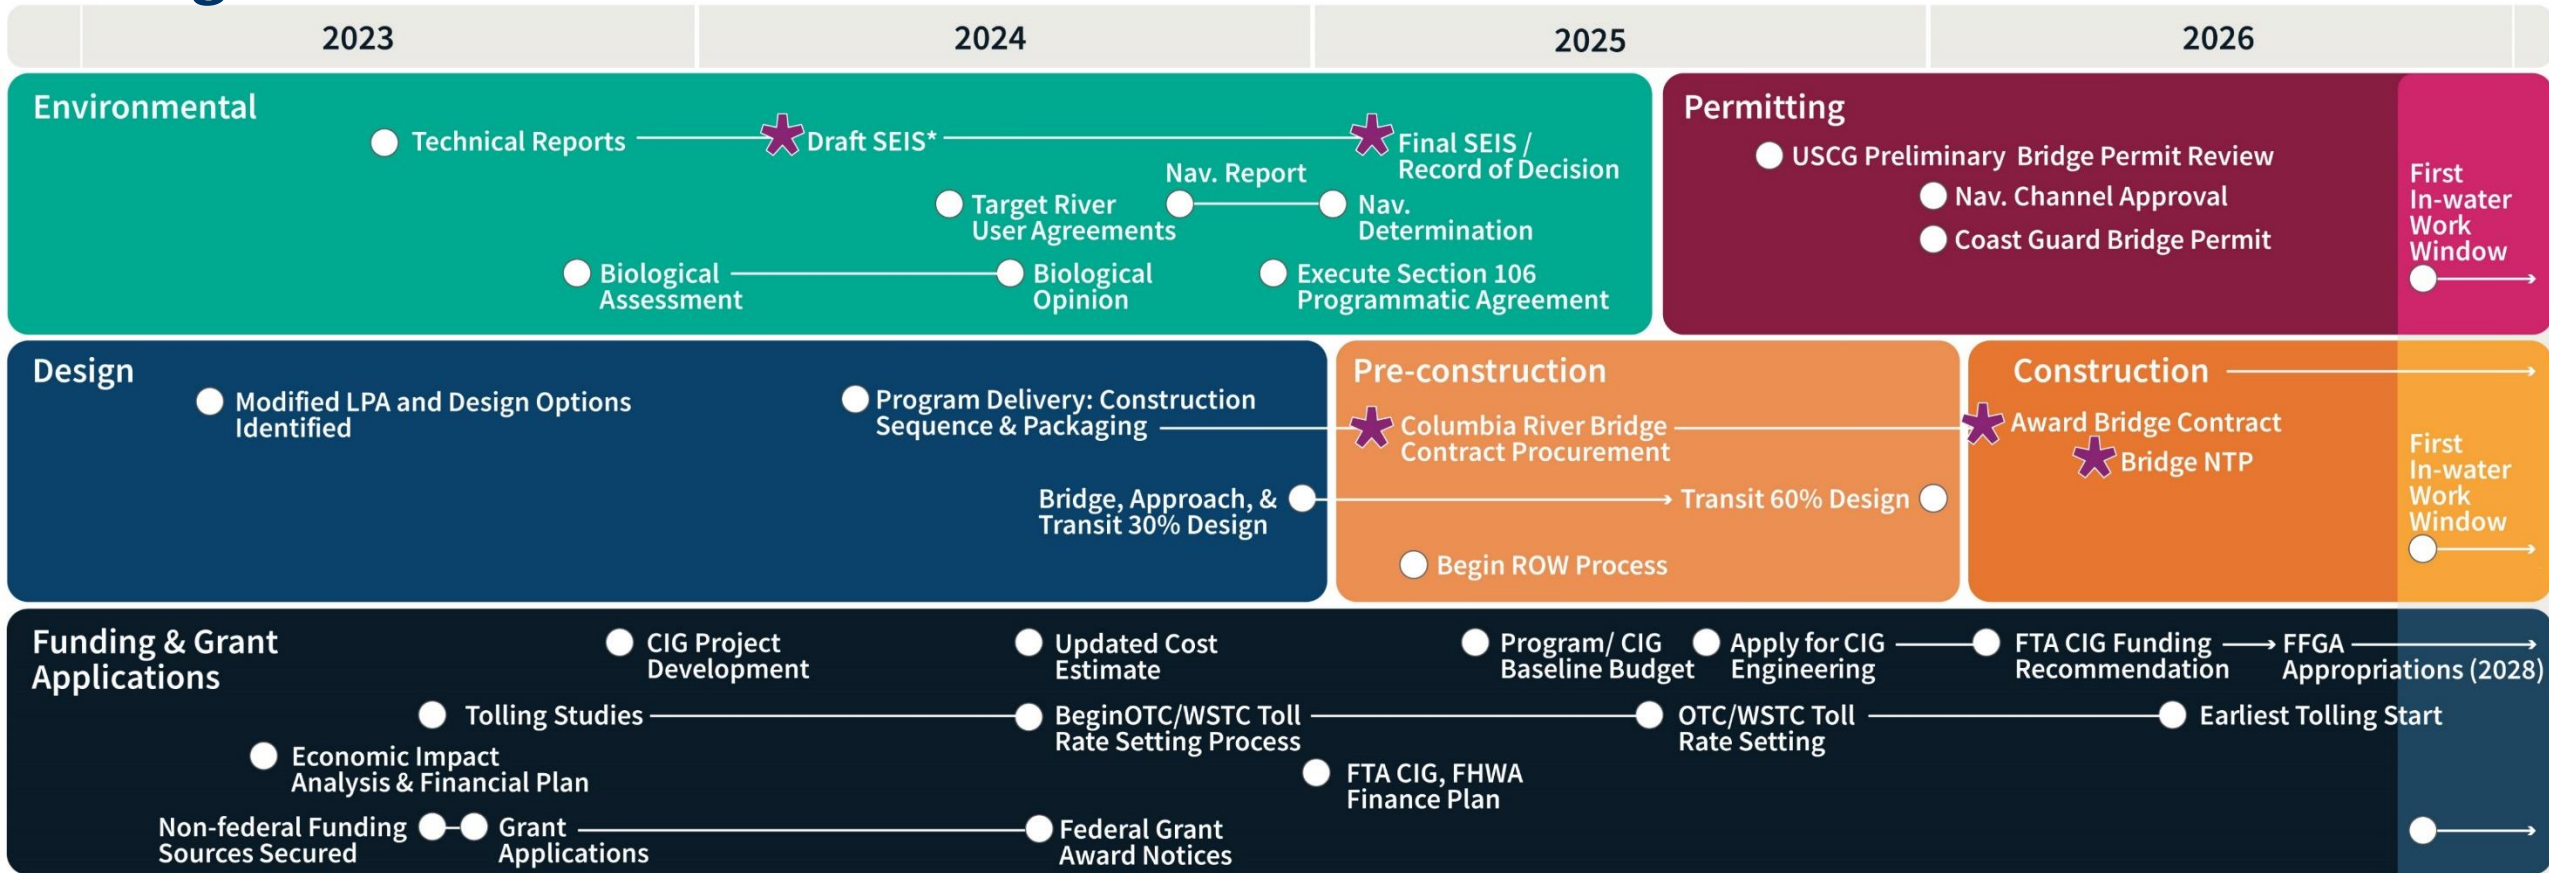 2023
2024
2025
2026
Environmental
Technical Reports
Draft SEIS*
Final SEIS /
Record of Decision
Nav. Report
Target River
User Agreements
Nav.
Determination
Biological
Assessment
Biological
Opinion
Execute Section 106
Programmatic Agreement
Permitting
USCG Preliminary Bridge Permit Review
Nav. Channel Approval
Coast Guard Bridge Permit
First
In-water
Work
Window
Design
Modified LPA and Design Options
Identified
Program Delivery: Construction
Sequence & Packaging
Bridge, Approach, &
Transit 30% Design
Pre-construction
Columbia River Bridge
Contract Procurement
Transit 60% Design
Begin ROW Process
Construction
Award Bridge Contract
Bridge NTP
First
In-water
Work
Window
Funding & Grant
Applications
CIG Project
Development
Updated Cost
Estimate
Program/ CIG
Baseline Budget
Apply for CIG
Engineering
FTA CIG Funding
Recommendation
FFGA
Appropriations (2028)
Tolling Studies
BeginOTC/WSTC Toll
Rate Setting Process
OTC/WSTC Toll
Rate Setting
Earliest Tolling Start
Economic Impact
Analysis & Financial Plan
FTA CIG, FHWA
Finance Plan
Non-federal Funding
Sources Secured
Grant
Applications
Federal Grant
Award Notices